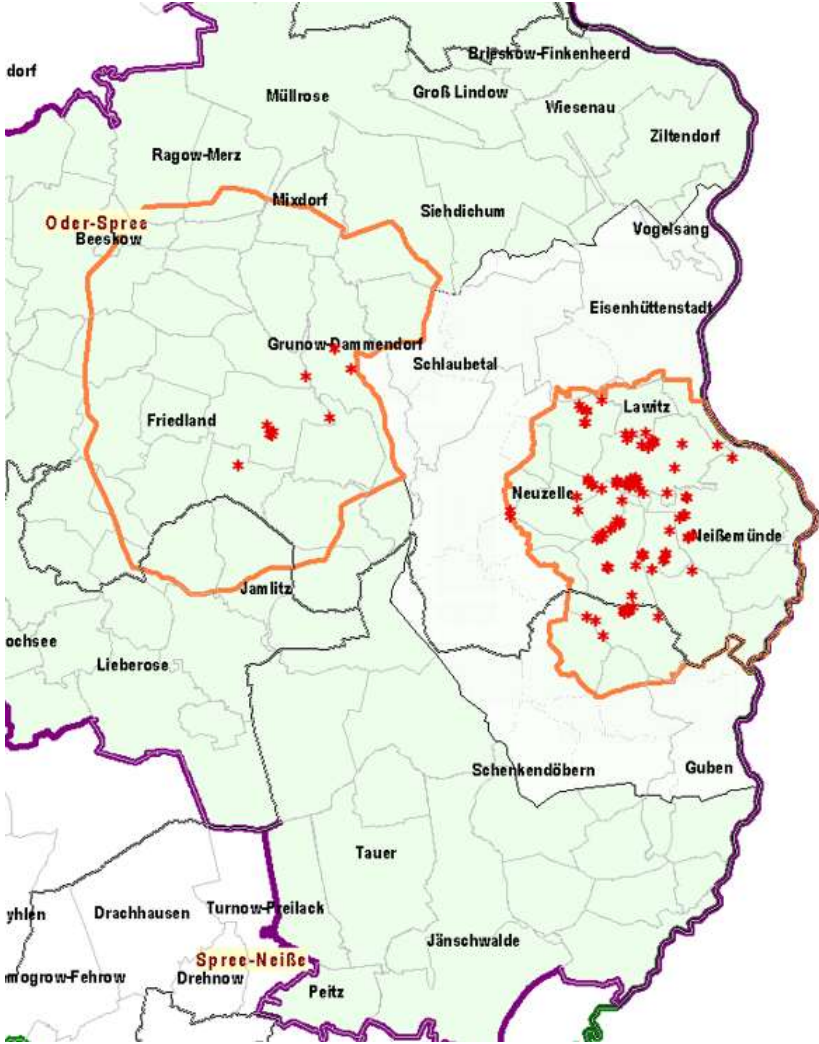 Brieskow-Finkenheerd
dorf
Groß Lindow
Müllrose
Wiesenau
Ziltendorf
Ragow-Merz
Mixdorf
Siehdichum
Oder-Spree
Beeskow
Vogelsang
Eisenhüttenstadt
Grunow-Dammendorf
Schlaubetal
Lawitz
Friedland
Neuzelle
Neißemünde
Jamlitz
ochsee
Lieberose
Schenkendöbern
Guben
Tauer
yhlen
Drachhausen
Turnow-Preilack
Jänschwalde
Spree-Neiße
Drehnow
Peitz